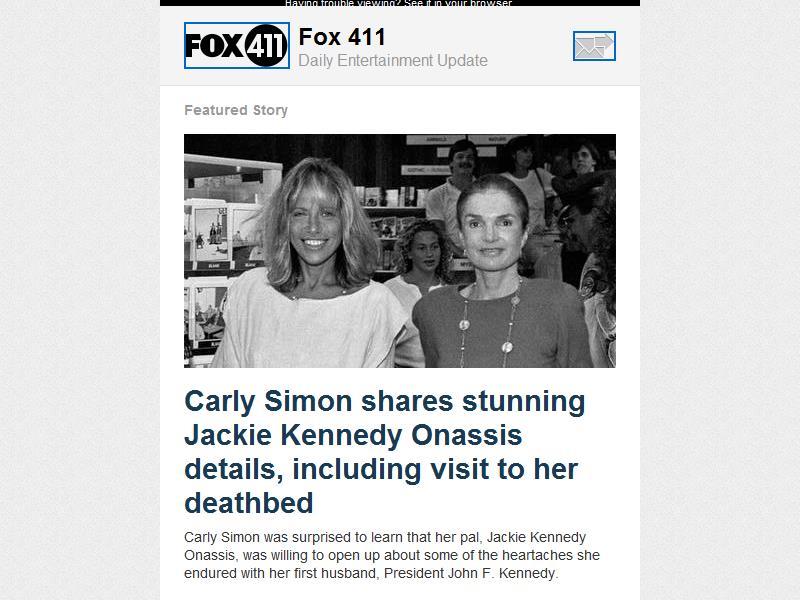 Having trouble viewing? See it in your browser
FOX 411
Fox 411
Daily Entertainment Update
Featured Story
Carly Simon shares stunning
Jackie Kennedy Onassis
details, including visit to her
deathbed
Carly Simon was surprised to learn that her pal, Jackie Kennedy
Onassis, was willing to open up about some of the heartaches she
endured with her first husband, President John F. Kennedy.